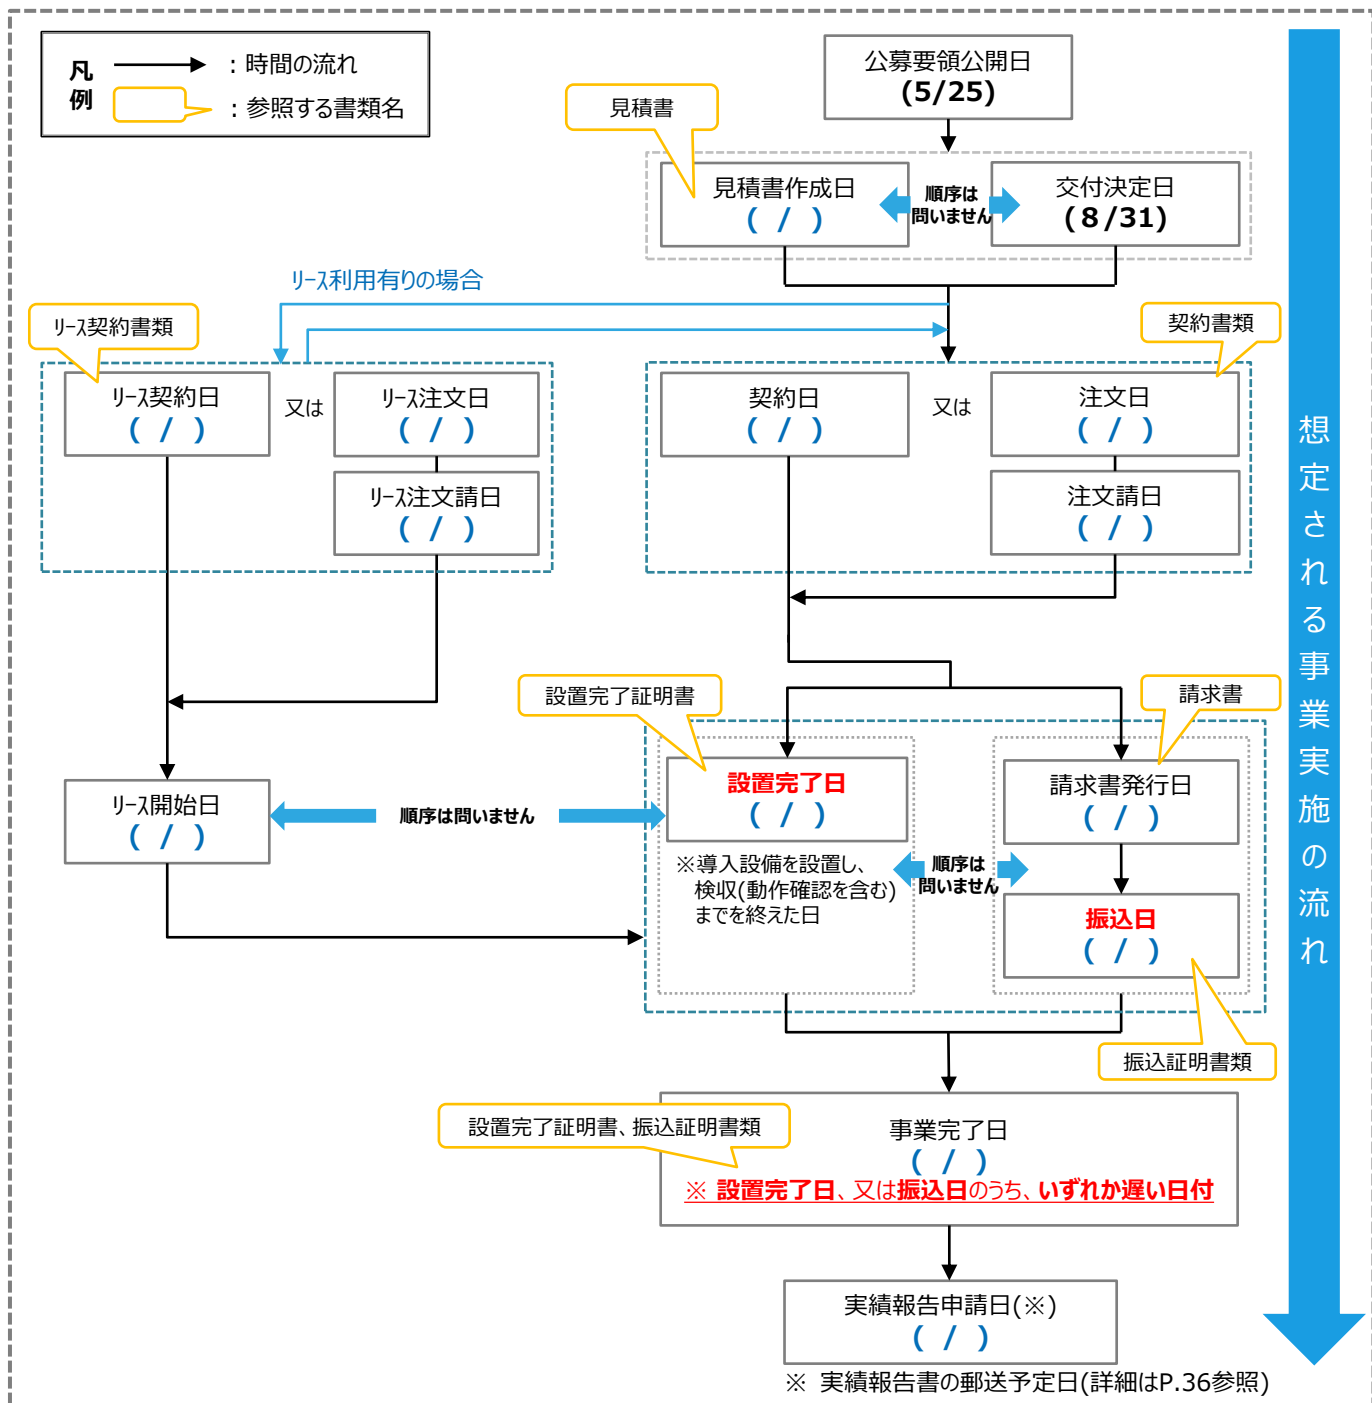 凡
例
：時間の流れ
：参照する書類名
公募要領公開日
(5/25)
見積書
見積書作成日
( / )
順序は
問いません
交付決定日
(8/31)
リース利用有りの場合
リース契約書類
契約書類
リース契約日
( / )
又は
リース注文日
( / )
リース注文請日
( / )
契約日
( / )
又は
注文日
( / )
注文請日
( / )
設置完了証明書
請求書
リース開始日
( / )
順序は問いません
設置完了日
( / )
※導入設備を設置し、
検収(動作確認を含む)
までを終えた日
順序は
問いません
請求書発行日
( / )
振込日
( / )
振込証明書類
設置完了証明書、振込証明書類
事業完了日
( / )
※ 設置完了日、又は振込日のうち、いずれか遅い日付
実績報告申請日(※)
( / )
※ 実績報告書の郵送予定日(詳細はP.36参照)
想定される事業実施の流れ